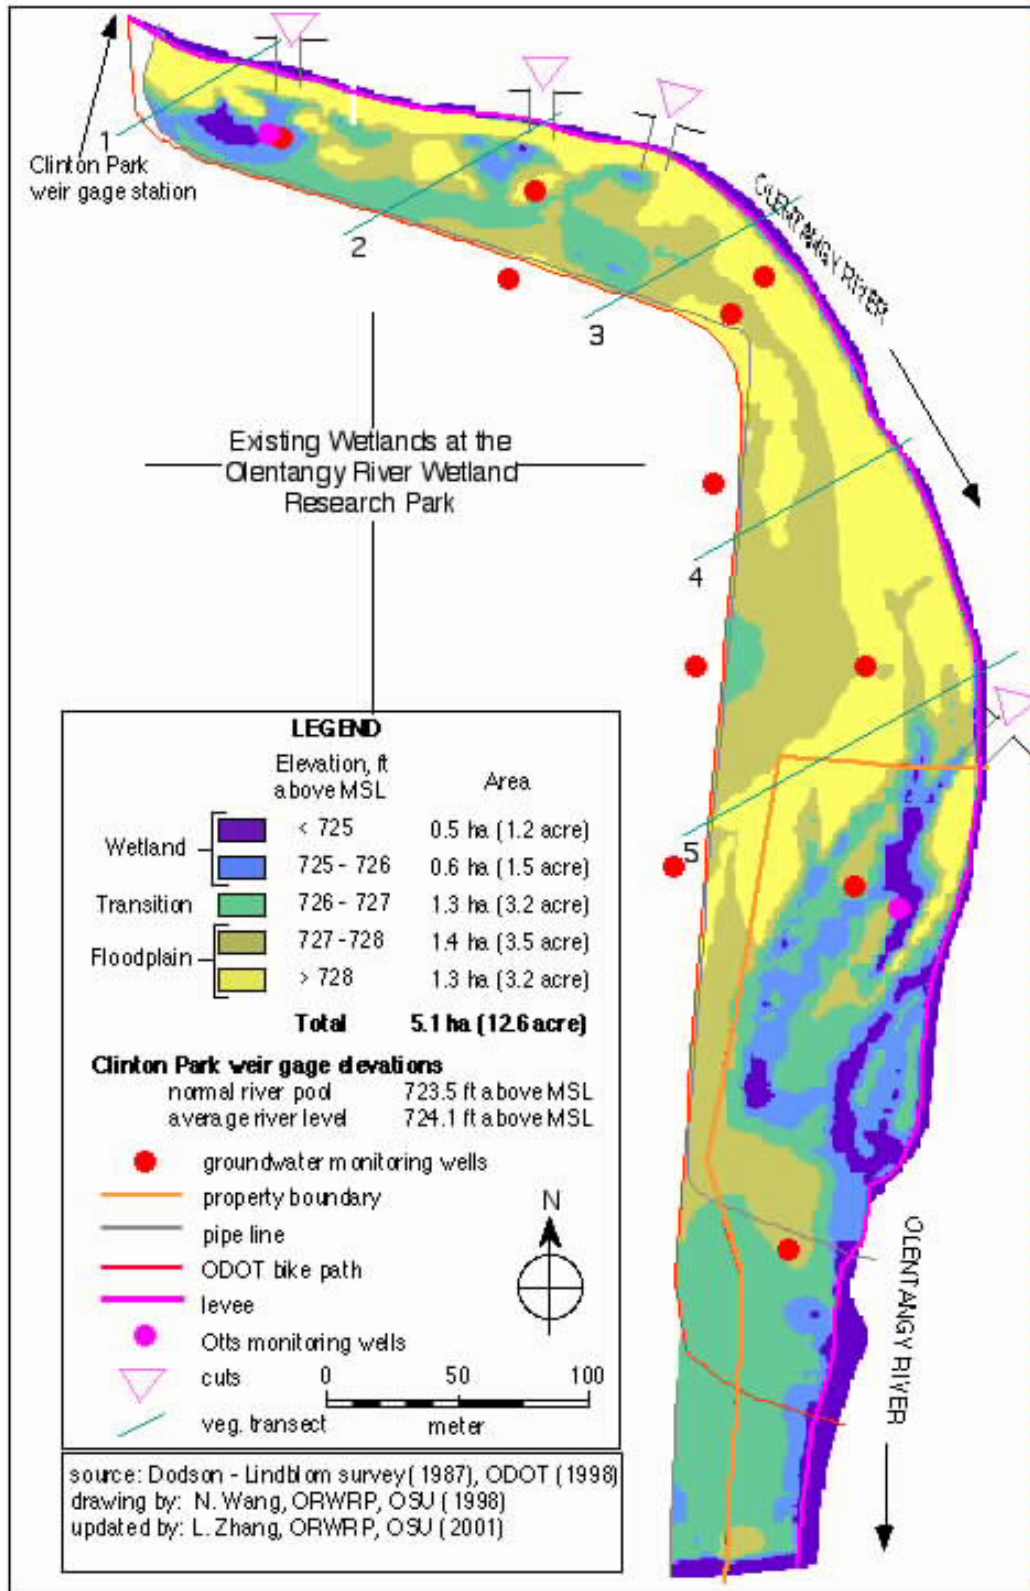 Clinton Park
weir gage station
1
2
3
4
5
OLENTANGY RIVER
Existing Wetlands at the
Olentangy River Wetland
Research Park
LEGEND
Elevation, ft
above MSL
Area
Wetland
< 725
0.5 ha (1.2 acre)
725 - 726
0.6 ha (1.5 acre)
Transition
726 - 727
1.3 ha (3.2 acre)
Floodplain
727 - 728
1.4 ha (3.5 acre)
> 728
1.3 ha (3.2 acre)
Total 5.1 ha (12.6 acre)
Clinton Park weir gage elevations
normal river pool 723.5 ft above MSL
average river level 724.1 ft above MSL
groundwater monitoring wells
property boundary
pipe line
ODOT bike path
levee
Otts monitoring wells
cuts
veg. transect
N
0 50 100
meter
OLENTANGY RIVER
source: Dodson - Lindblom survey (1987), ODOT (1998)
drawing by: N. Wang, ORWRP, OSU (1998)
updated by: L. Zhang, ORWRP, OSU (2001)